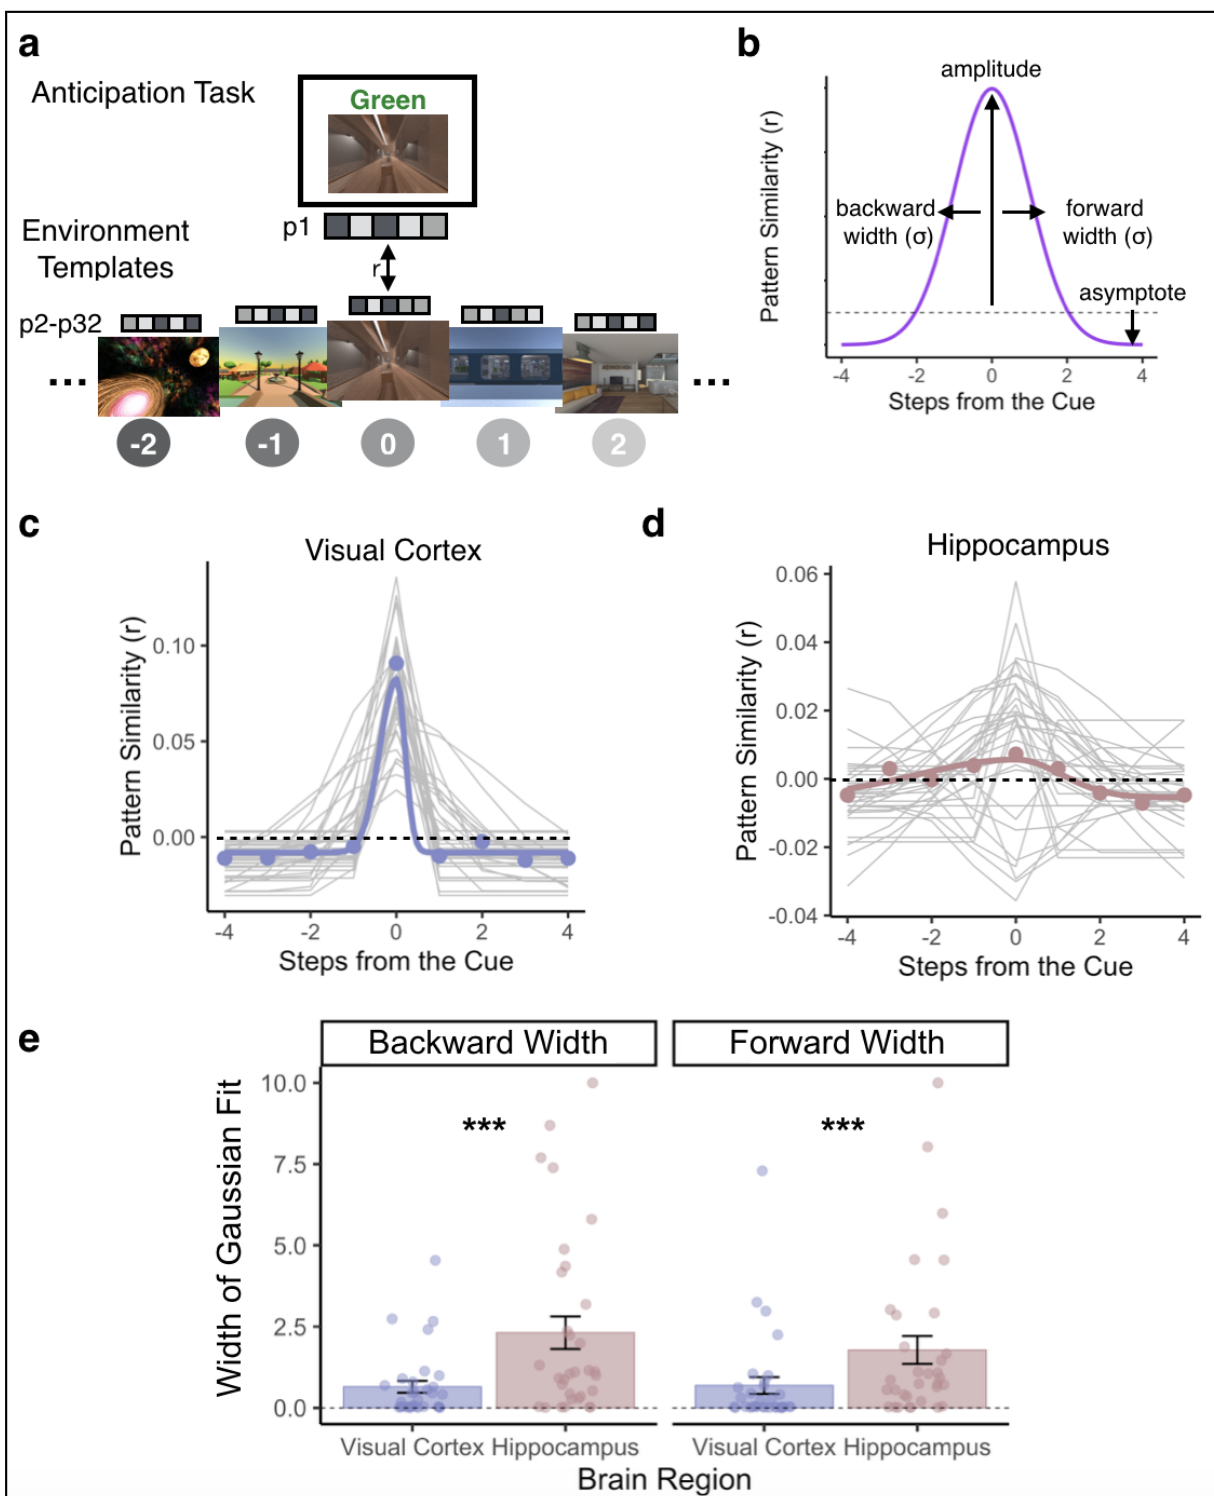 a
Anticipation Task
Green
p1
r
Environment
Templates
p2-p32
... ...
-2 -1 0 1 2
b
amplitude
Pattern Similarity (r)
backward
width (σ)
forward
width (σ)
asymptote
-4 -2 0 2 4
Steps from the Cue
c
Visual Cortex
Pattern Similarity (r)
0.10
0.05
0.00
-4 -2 0 2 4
Steps from the Cue
d
Hippocampus
Pattern Similarity (r)
0.06
0.04
0.02
0.00
-0.02
-0.04
-4 -2 0 2 4
Steps from the Cue
e
Backward Width Forward Width
Width of Gaussian Fit
10.0
7.5
5.0
2.5
0.0
*** ***
Visual Cortex Hippocampus Visual Cortex Hippocampus
Brain Region